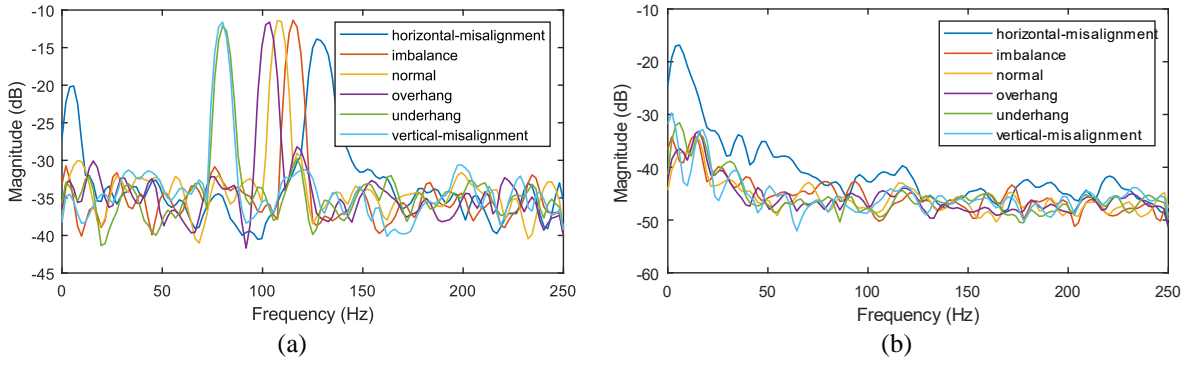 -10
-15
-20
-25
-30
-35
-40
-45
Magnitude (dB)
0 50 100 150 200 250
Frequency (Hz)
horizontal-misalignment
imbalance
normal
overhang
underhang
vertical-misalignment
(a)
-10
-20
-30
-40
-50
-60
Magnitude (dB)
0 50 100 150 200 250
Frequency (Hz)
horizontal-misalignment
imbalance
normal
overhang
underhang
vertical-misalignment
(b)